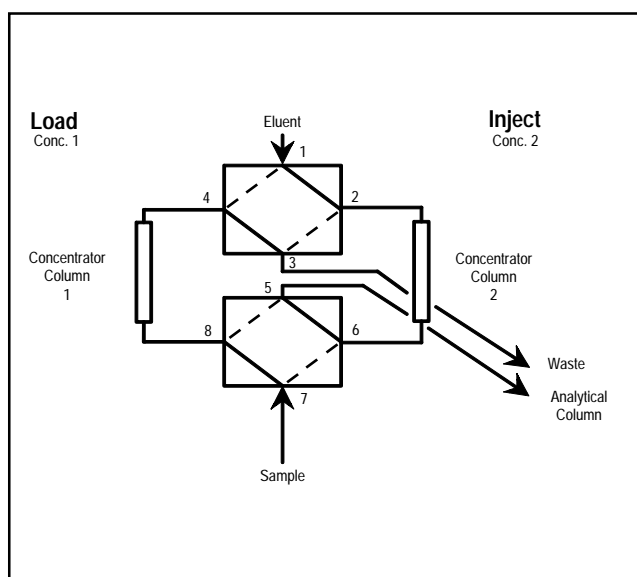 Load
Conc. 1
Inject
Conc. 2
Eluent
1
4
2
3
Concentrator
Column
1
Concentrator
Column
2
5
8
6
7
Waste
Analytical
Column
Sample